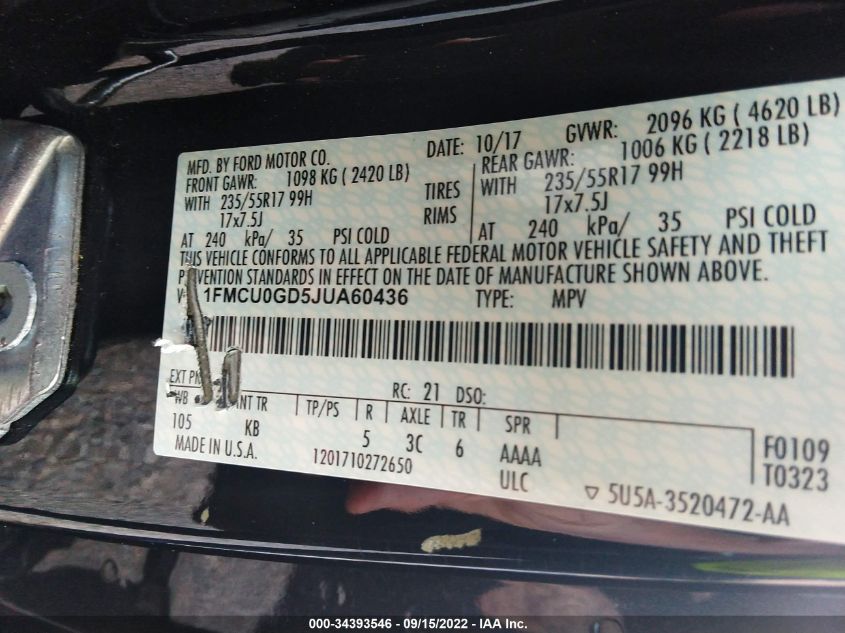 MFD. BY FORD MOTOR CO.
DATE: 10/17 GVWR: 2096 KG ( 4620 LB)
FRONT GAWR: 1098 KG ( 2420 LB)
REAR GAWR: 1006 KG ( 2218 LB)
WITH 235/55R17 99H TIRES WITH 235/55R17 99H
17x7.5J RIMS 17x7.5J
AT 240 kPa/ 35 PSI COLD AT 240 kPa/ 35 PSI COLD
THIS VEHICLE CONFORMS TO ALL APPLICABLE FEDERAL MOTOR VEHICLE SAFETY AND THEFT
PREVENTION STANDARDS IN EFFECT ON THE DATE OF MANUFACTURE SHOWN ABOVE.
1FMCU0GD5JUA60436 TYPE: MPV
EXT RC: 21 DSO:
WB INT TR TP/PS R AXLE TR SPR
105 KB 5 3C 6 AAAA F0109
MADE IN U.S.A. 1201710272650 ULC T0323
▽ 5U5A-3520472-AA
000-34393546 - 09/15/2022 - IAA Inc.